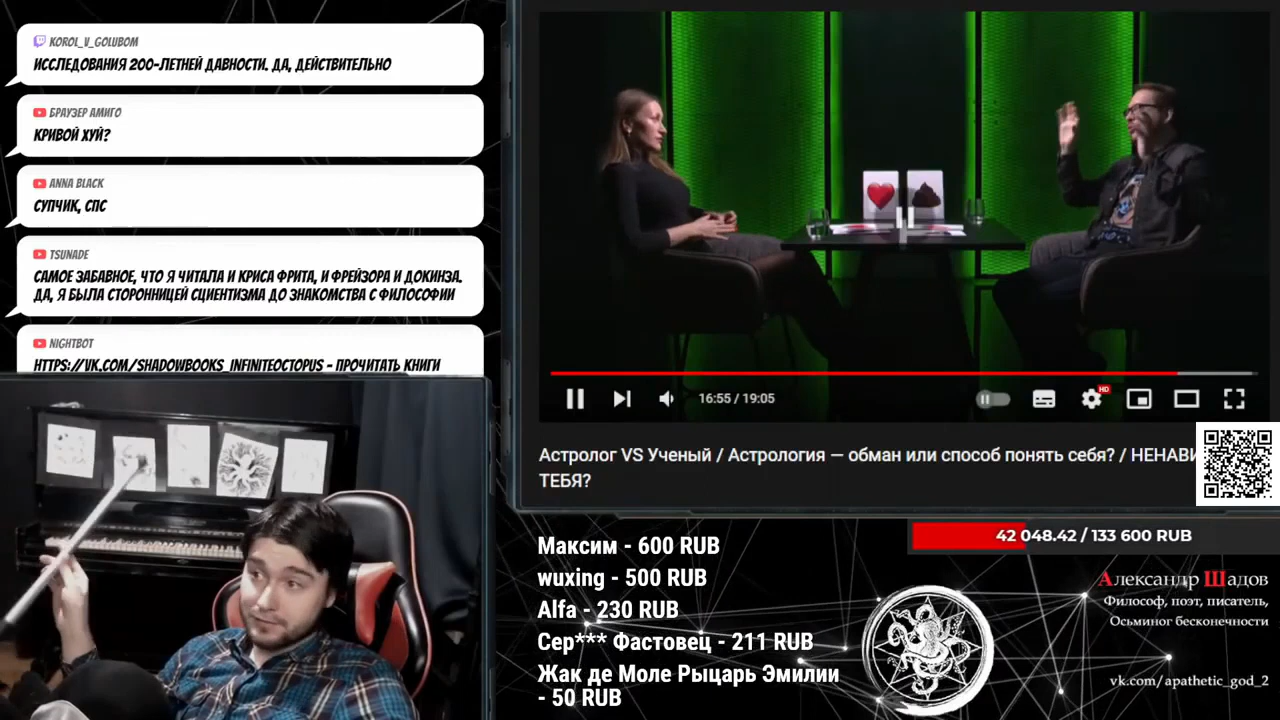 KOROL_V_GOLUBOM
ИССЛЕДОВАНИЯ 200-ЛЕТНЕЙ ДАВНОСТИ. ДА, ДЕЙСТВИТЕЛЬНО
БРАУЗЕР АМИГО
КРИВОЙ ХУЙ?
ANNA BLACK
СУПЧИК, СПС
TSUNADE
САМОЕ ЗАБАВНОЕ, ЧТО Я ЧИТАЛА И КРИСА ФРИТА, И ФРЕЙЗОРА И ДОКИНЗА.
ДА, Я БЫЛА СТОРОННИЦЕЙ СЦИЕНТИЗМА ДО ЗНАКОМСТВА С ФИЛОСОФИИ
NIGHTBOT
HTTPS://VK.COM/SHADOWBOOKS_INFINITEOCTOPUS - ПРОЧИТАТЬ КНИГИ
16:55 / 19:05
HD
Астролог VS Ученый / Астрология — обман или способ понять себя? / НЕНАВИ
ТЕБЯ?
42 048.42 / 133 600 RUB
Максим - 600 RUB
wuxing - 500 RUB
Alfa - 230 RUB
Сер*** Фастовец - 211 RUB
Жак де Моле Рыцарь Эмилии
- 50 RUB
Александр Шадов
Философ, поэт, писатель,
Осьминог бесконечности
vk.com/apathetic_god_2